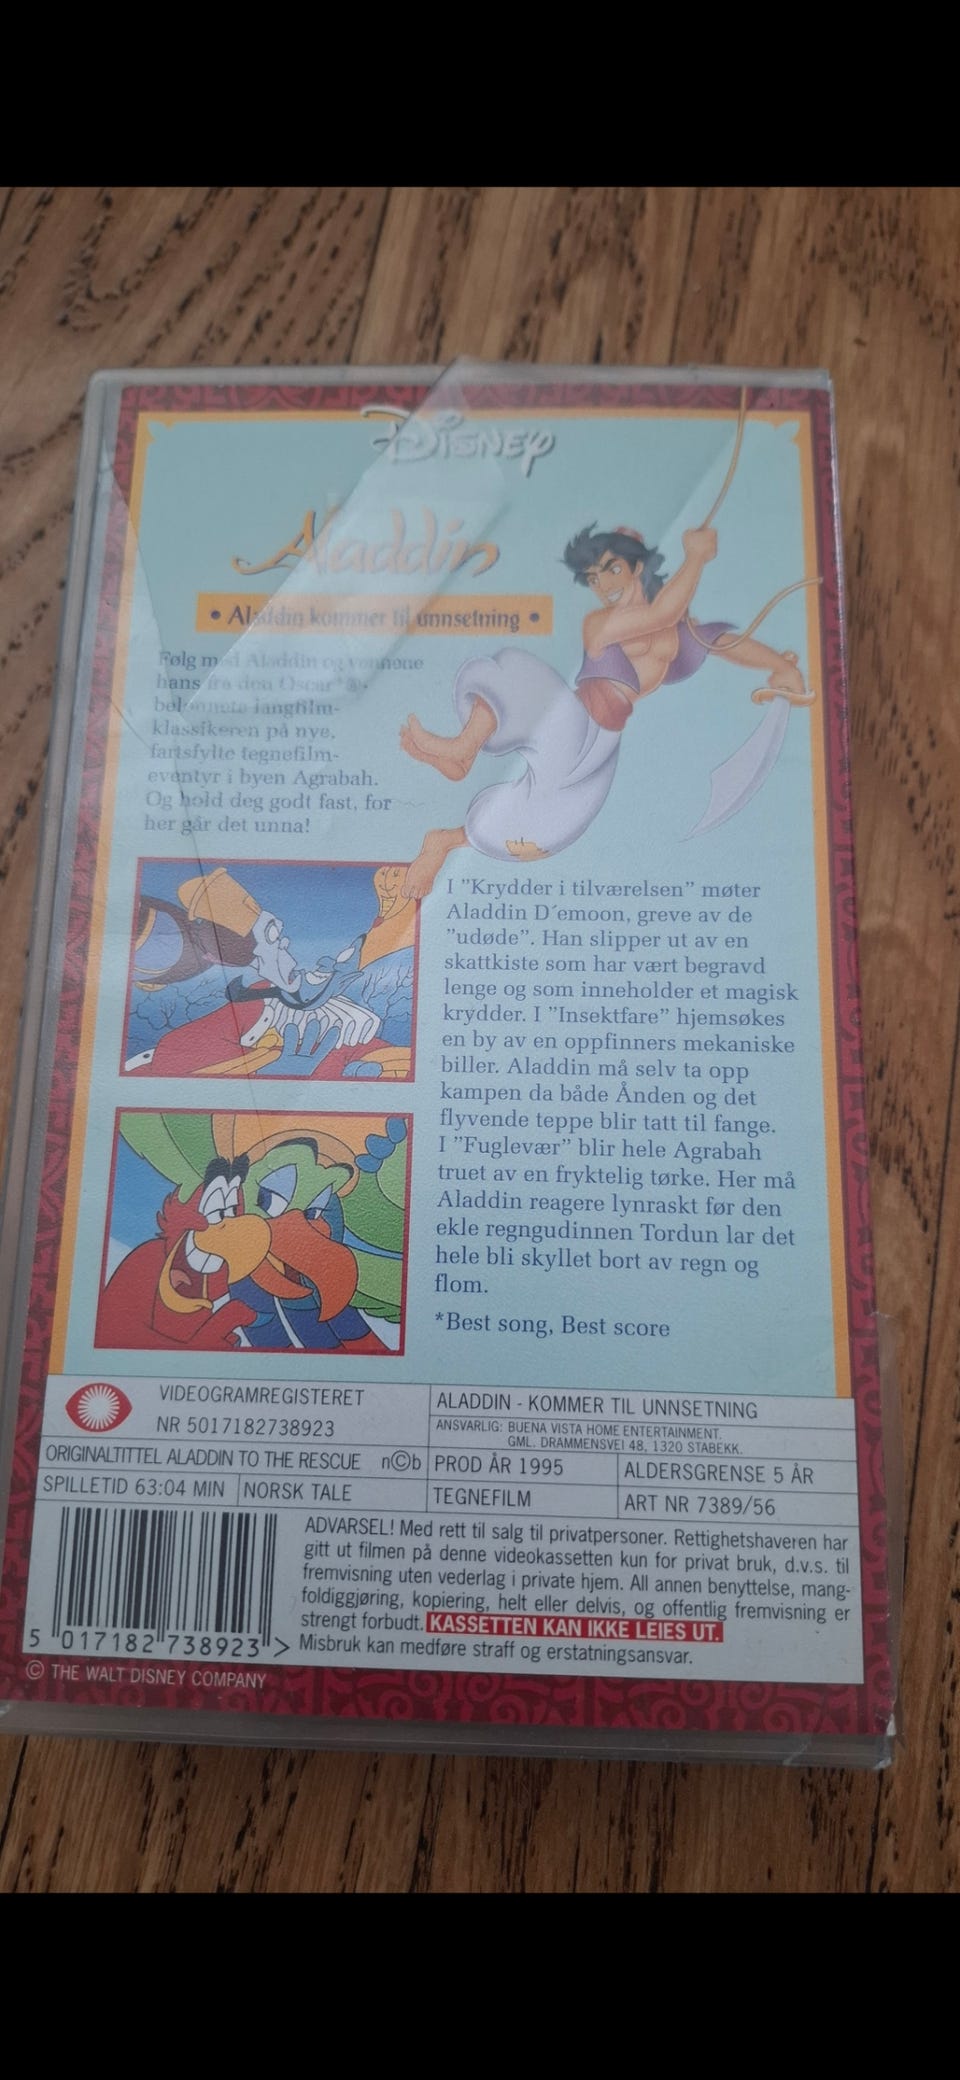 Disney
Aladdin
• Aladdin kommer til unnsetning •
Følg med Aladdin og vennene
hans fra den Oscar*®-
belønnete langfilm-
klassikeren på nye,
fartsfylte tegnefilm-
eventyr i byen Agrabah.
Og hold deg godt fast, for
her går det unna!
I "Krydder i tilværelsen" møter
Aladdin D´emoon, greve av de
"udøde". Han slipper ut av en
skattkiste som har vært begravd
lenge og som inneholder et magisk
krydder. I "Insektfare" hjemsøkes
en by av en oppfinners mekaniske
biller. Aladdin må selv ta opp
kampen da både Ånden og det
flyvende teppe blir tatt til fange.
I "Fuglevær" blir hele Agrabah
truet av en fryktelig tørke. Her må
Aladdin reagere lynraskt før den
ekle regngudinnen Tordun lar det
hele bli skyllet bort av regn og
flom.
*Best song, Best score
VIDEOGRAMREGISTERET
NR 5017182738923
ALADDIN - KOMMER TIL UNNSETNING
ANSVARLIG: BUENA VISTA HOME ENTERTAINMENT.
GML. DRAMMENSVEI 48, 1320 STABEKK.
ORIGINALTITTEL ALADDIN TO THE RESCUE n©b
PROD ÅR 1995
ALDERSGRENSE 5 ÅR
SPILLETID 63:04 MIN
NORSK TALE
TEGNEFILM
ART NR 7389/56
ADVARSEL! Med rett til salg til privatpersoner. Rettighetshaveren har
gitt ut filmen på denne videokassetten kun for privat bruk, d.v.s. til
fremvisning uten vederlag i private hjem. All annen benyttelse, mang-
foldiggjøring, kopiering, helt eller delvis, og offentlig fremvisning er
strengt forbudt. KASSETTEN KAN IKKE LEIES UT.
Misbruk kan medføre straff og erstatningsansvar.
5 017182 738923 >
© THE WALT DISNEY COMPANY